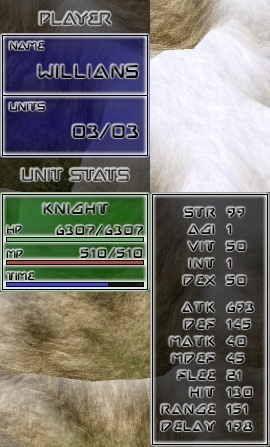 PLAYER
NAME
WILLIANS
UNITS
03/03
UNIT STATS
KNIGHT
HP 6307/6307
MP 510/510
TIME
STR 99
AGI 1
VIT 50
INT 1
DEX 50
ATK 693
DEF 145
MATK 40
MDEF 45
FLEE 21
HIT 130
RANGE 151
DELAY 198